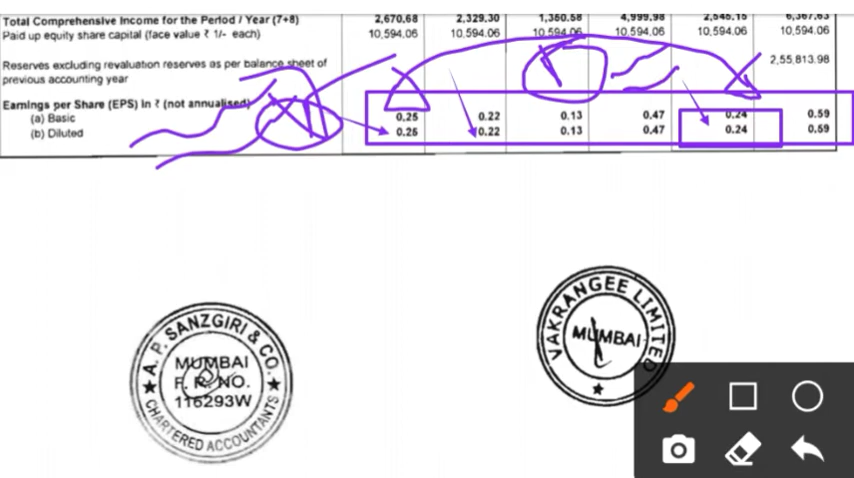 Total Comprehensive Income for the Period / Year (7+8) 2,670.68 2,329.30 1,350.58 4,999.98 2,546.15 6,367.63
Paid up equity share capital (face value ₹ 1/- each) 10,594.06 10,594.06 10,594.06 10,594.06 10,594.06 10,594.06
Reserves excluding revaluation reserves as per balance sheet of
previous accounting year 2,55,813.98
Earnings per Share (EPS) in ₹ (not annualised)
(a) Basic 0.25 0.22 0.13 0.47 0.24 0.59
(b) Diluted 0.25 0.22 0.13 0.47 0.24 0.59
A. P. SANZGIRI & CO.
MUMBAI
F. R. NO.
116293W
CHARTERED ACCOUNTANTS
VAKRANGEE LIMITED
MUMBAI